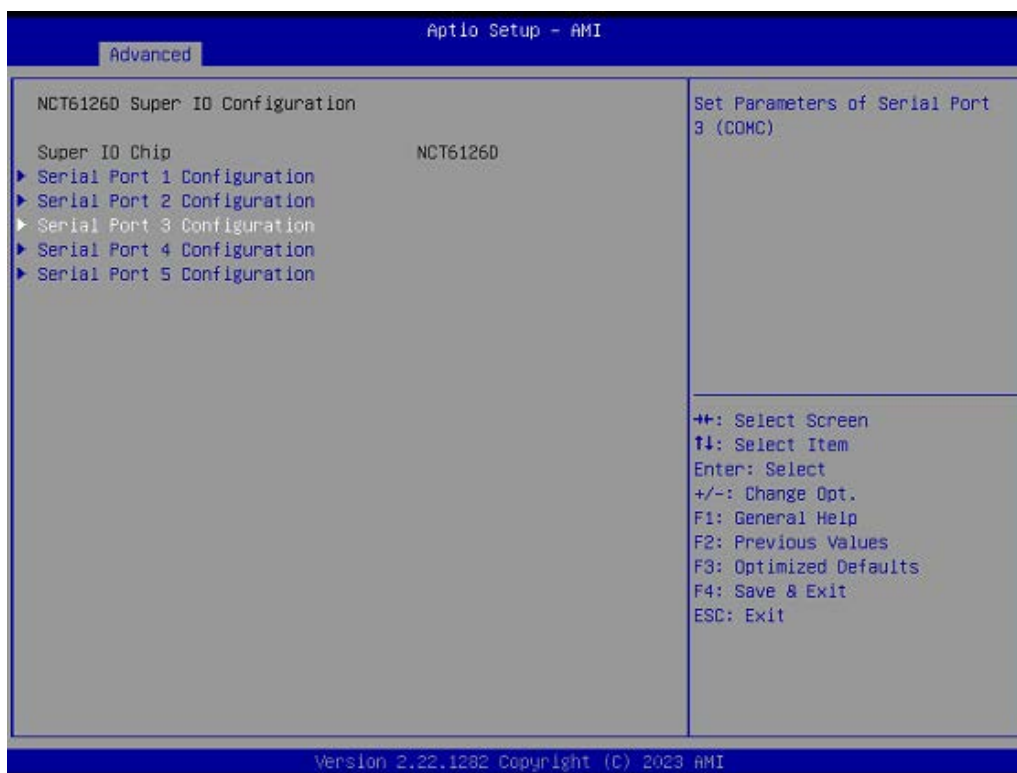 Aptio Setup - AMI
Advanced
NCT6126D Super IO Configuration
Super IO Chip NCT6126D
Serial Port 1 Configuration
Serial Port 2 Configuration
Serial Port 3 Configuration
Serial Port 4 Configuration
Serial Port 5 Configuration
Set Parameters of Serial Port
3 (COMC)
→←: Select Screen
↑↓: Select Item
Enter: Select
+/-: Change Opt.
F1: General Help
F2: Previous Values
F3: Optimized Defaults
F4: Save & Exit
ESC: Exit
Version 2.22.1282 Copyright (C) 2023 AMI